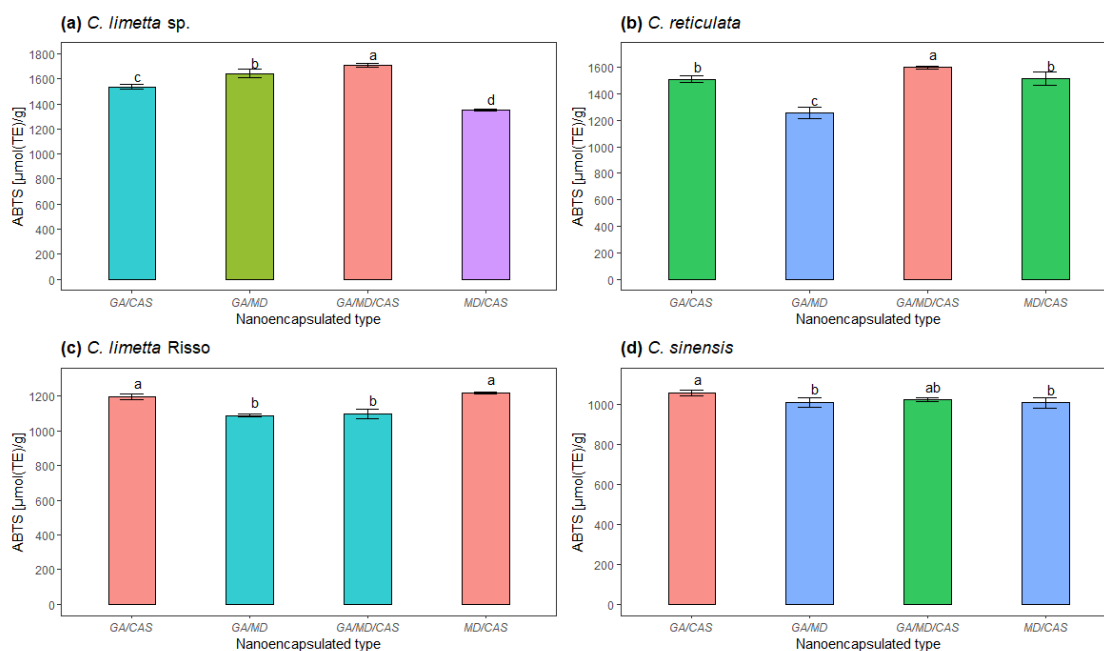 (a) C. limetta sp.
ABTS [µmol(TE)/g]
1800
1600
1400
1200
1000
800
600
400
200
0
c
b
a
d
GA/CAS
GA/MD
GA/MD/CAS
MD/CAS
Nanoencapsulated type
(b) C. reticulata
ABTS [µmol(TE)/g]
1600
1400
1200
1000
800
600
400
200
0
b
c
a
b
GA/CAS
GA/MD
GA/MD/CAS
MD/CAS
Nanoencapsulated type
(c) C. limetta Risso
ABTS [µmol(TE)/g]
1200
1000
800
600
400
200
0
a
b
b
a
GA/CAS
GA/MD
GA/MD/CAS
MD/CAS
Nanoencapsulated type
(d) C. sinensis
ABTS [µmol(TE)/g]
1000
800
600
400
200
0
a
b
ab
b
GA/CAS
GA/MD
GA/MD/CAS
MD/CAS
Nanoencapsulated type